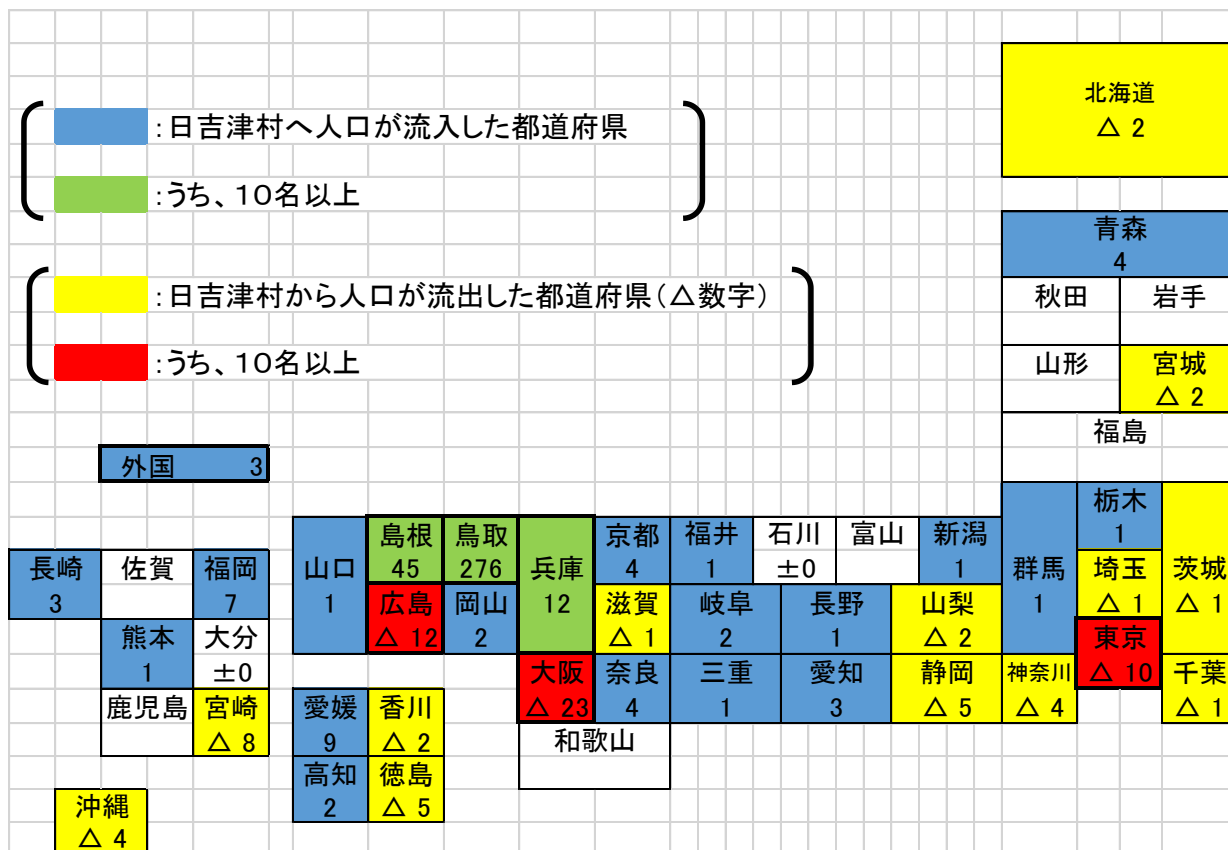 :日吉津村へ人口が流入した都道府県
:うち、10名以上
:日吉津村から人口が流出した都道府県(△数字)
:うち、10名以上
北海道
△ 2
青森
4
秋田 岩手
山形 宮城
△ 2
福島
外国 3
長崎 佐賀 福岡
3 7
熊本 大分
1 ±0
鹿児島 宮崎
△ 8
沖縄
△ 4
山口
1
島根 鳥取
45 276
広島 岡山
△ 12 2
兵庫
12
京都 福井 石川 富山 新潟
4 1 ±0 1
滋賀 岐阜 長野 山梨
△ 1 2 1 △ 2
大阪 奈良 三重 愛知 静岡
△ 23 4 1 3 △ 5
和歌山
愛媛 香川
9 △ 2
高知 徳島
2 △ 5
群馬
1
栃木
1
埼玉
△ 1
茨城
△ 1
東京
△ 10
神奈川
△ 4
千葉
△ 1